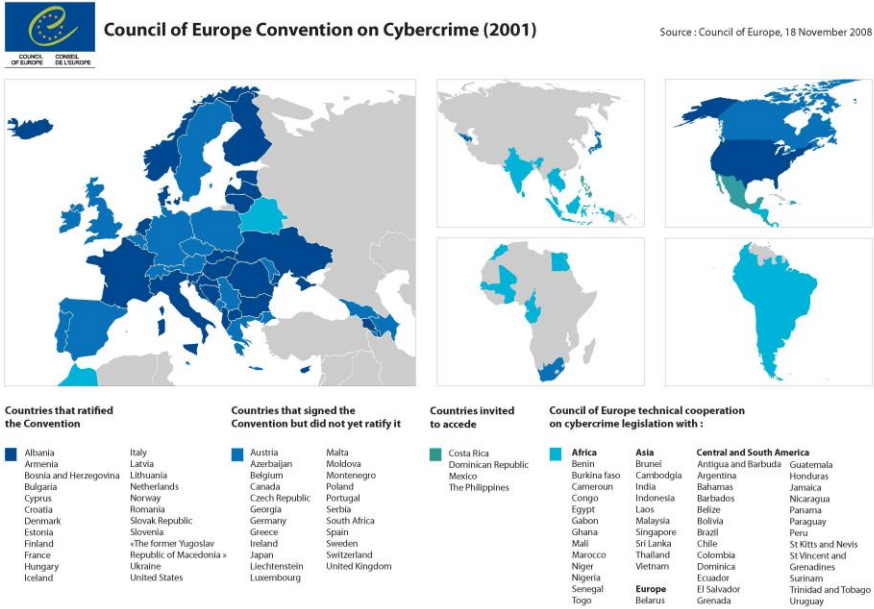 COUNCIL OF EUROPE
CONSEIL DE L'EUROPE
Council of Europe Convention on Cybercrime (2001)
Source : Council of Europe, 18 November 2008
Countries that ratified
the Convention
Albania
Armenia
Bosnia and Herzegovina
Bulgaria
Cyprus
Croatia
Denmark
Estonia
Finland
France
Hungary
Iceland
Italy
Latvia
Lithuania
Netherlands
Norway
Romania
Slovak Republic
Slovenia
«The former Yugoslav
Republic of Macedonia »
Ukraine
United States
Countries that signed the
Convention but did not yet ratify it
Austria
Azerbaijan
Belgium
Canada
Czech Republic
Georgia
Germany
Greece
Ireland
Japan
Liechtenstein
Luxembourg
Malta
Moldova
Montenegro
Poland
Portugal
Serbia
South Africa
Spain
Sweden
Switzerland
United Kingdom
Countries invited
to accede
Costa Rica
Dominican Republic
Mexico
The Philippines
Council of Europe technical cooperation
on cybercrime legislation with :
Africa
Benin
Burkina faso
Cameroun
Congo
Egypt
Gabon
Ghana
Mali
Marocco
Niger
Nigeria
Senegal
Togo
Asia
Brunei
Cambodgia
India
Indonesia
Laos
Malaysia
Singapore
Sri Lanka
Thailand
Vietnam
Europe
Belarus
Central and South America
Antigua and Barbuda
Argentina
Bahamas
Barbados
Belize
Bolivia
Brazil
Chile
Colombia
Dominica
Ecuador
El Salvador
Grenada
Guatemala
Honduras
Jamaica
Nicaragua
Panama
Paraguay
Peru
St Kitts and Nevis
St Vincent and
Grenadines
Surinam
Trinidad and Tobago
Uruguay